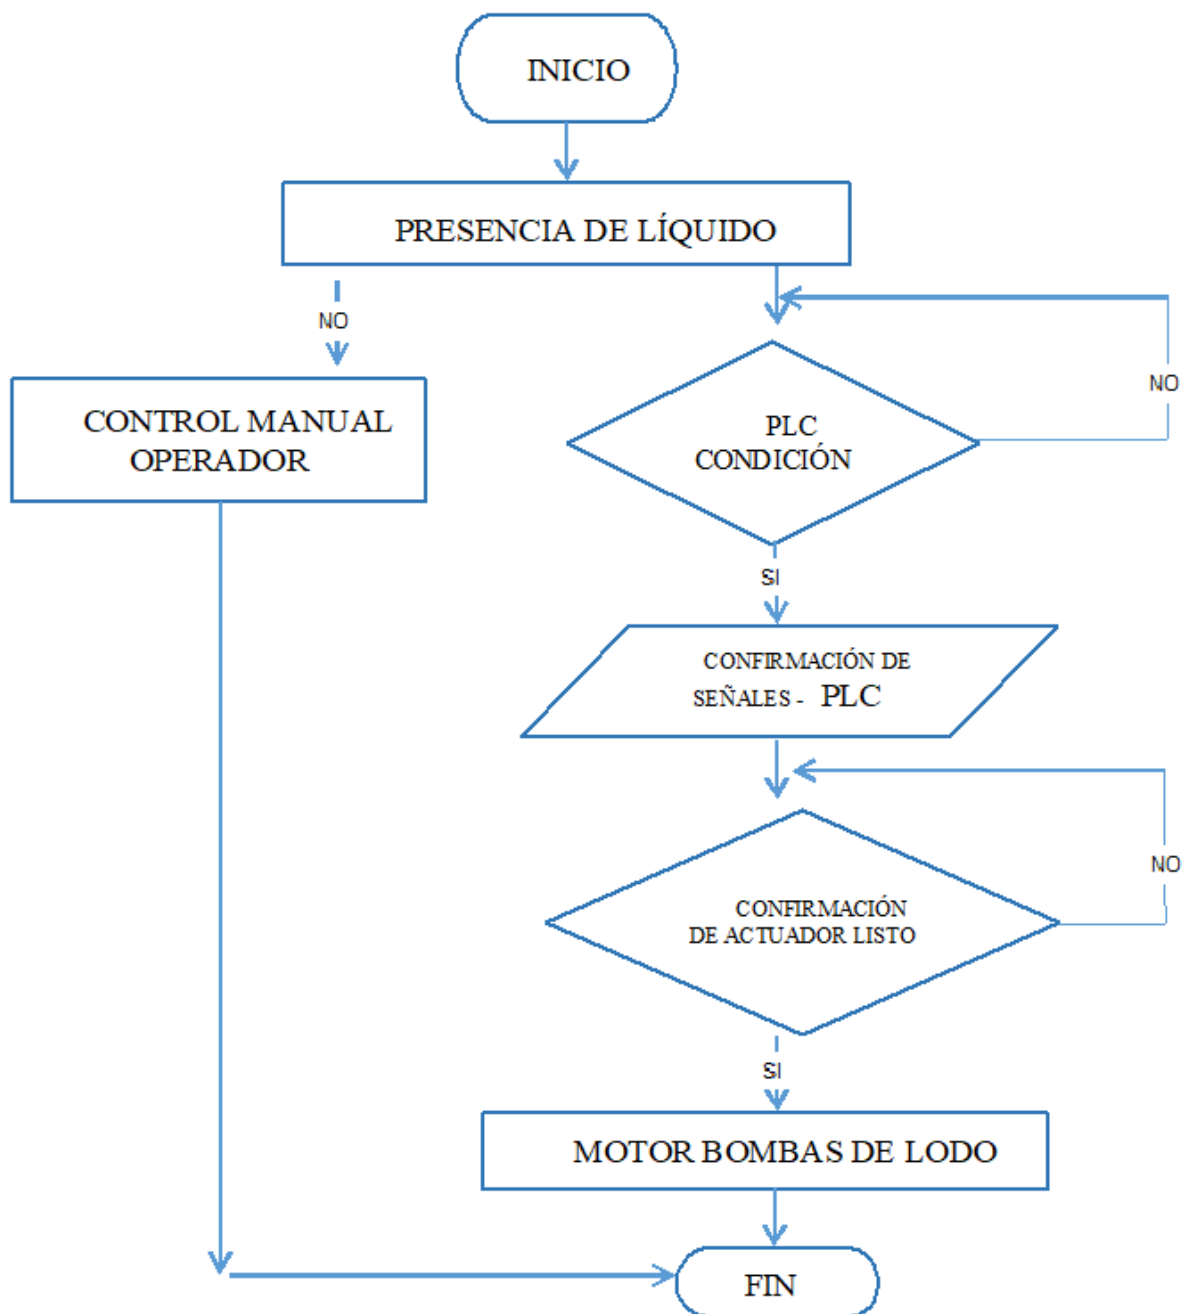 INICIO
PRESENCIA DE LÍQUIDO
NO
NO
CONTROL MANUAL
OPERADOR
PLC
CONDICIÓN
SI
CONFIRMACIÓN DE
SEÑALES - PLC
NO
CONFIRMACIÓN
DE ACTUADOR LISTO
SI
MOTOR BOMBAS DE LODO
FIN